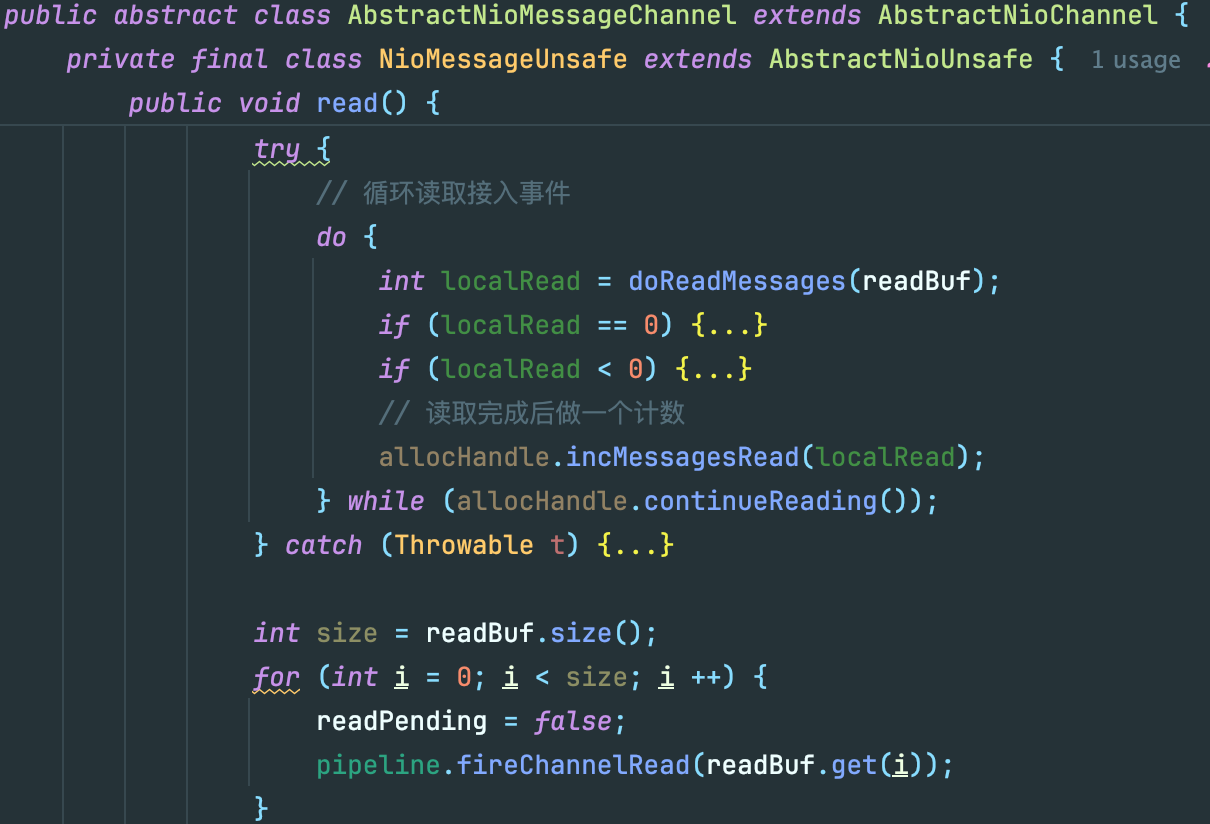 public abstract class AbstractNioMessageChannel extends AbstractNioChannel {
private final class NioMessageUnsafe extends AbstractNioUnsafe { 1 usage
public void read() {
try {
// 循环读取接入事件
do {
int localRead = doReadMessages(readBuf);
if (localRead == 0) {...}
if (localRead < 0) {...}
// 读取完成后做一个计数
allocHandle.incMessagesRead(localRead);
} while (allocHandle.continueReading());
} catch (Throwable t) {...}
int size = readBuf.size();
for (int i = 0; i < size; i ++) {
readPending = false;
pipeline.fireChannelRead(readBuf.get(i));
}